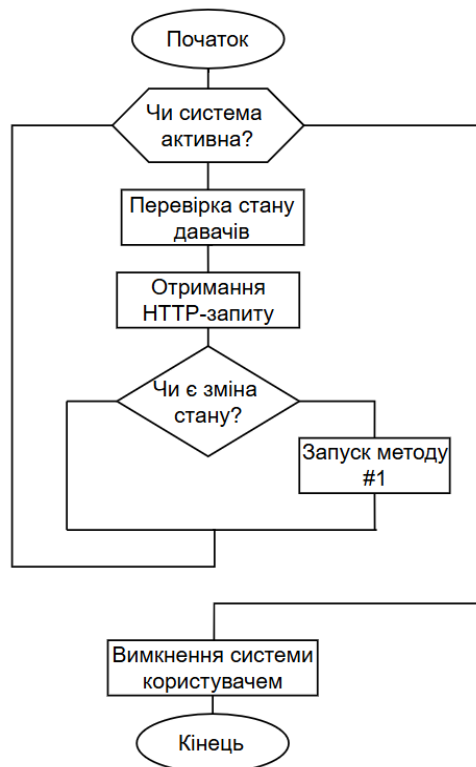 Початок
Чи система
активна?
Перевірка стану
давачів
Отримання
HTTP-запиту
Чи є зміна
стану?
Запуск методу
#1
Вимкнення системи
користувачем
Кінець